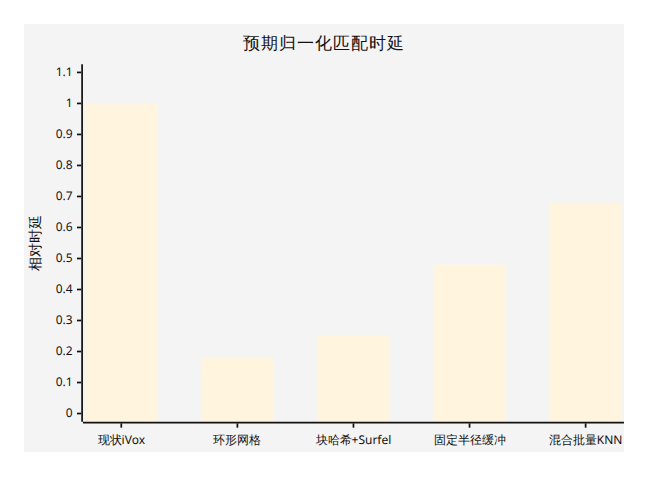 预期归一化匹配时延
相对时延
1.1
1
0.9
0.8
0.7
0.6
0.5
0.4
0.3
0.2
0.1
0
现状iVox
环形网格
块哈希+Surfel
固定半径缓冲
混合批量KNN